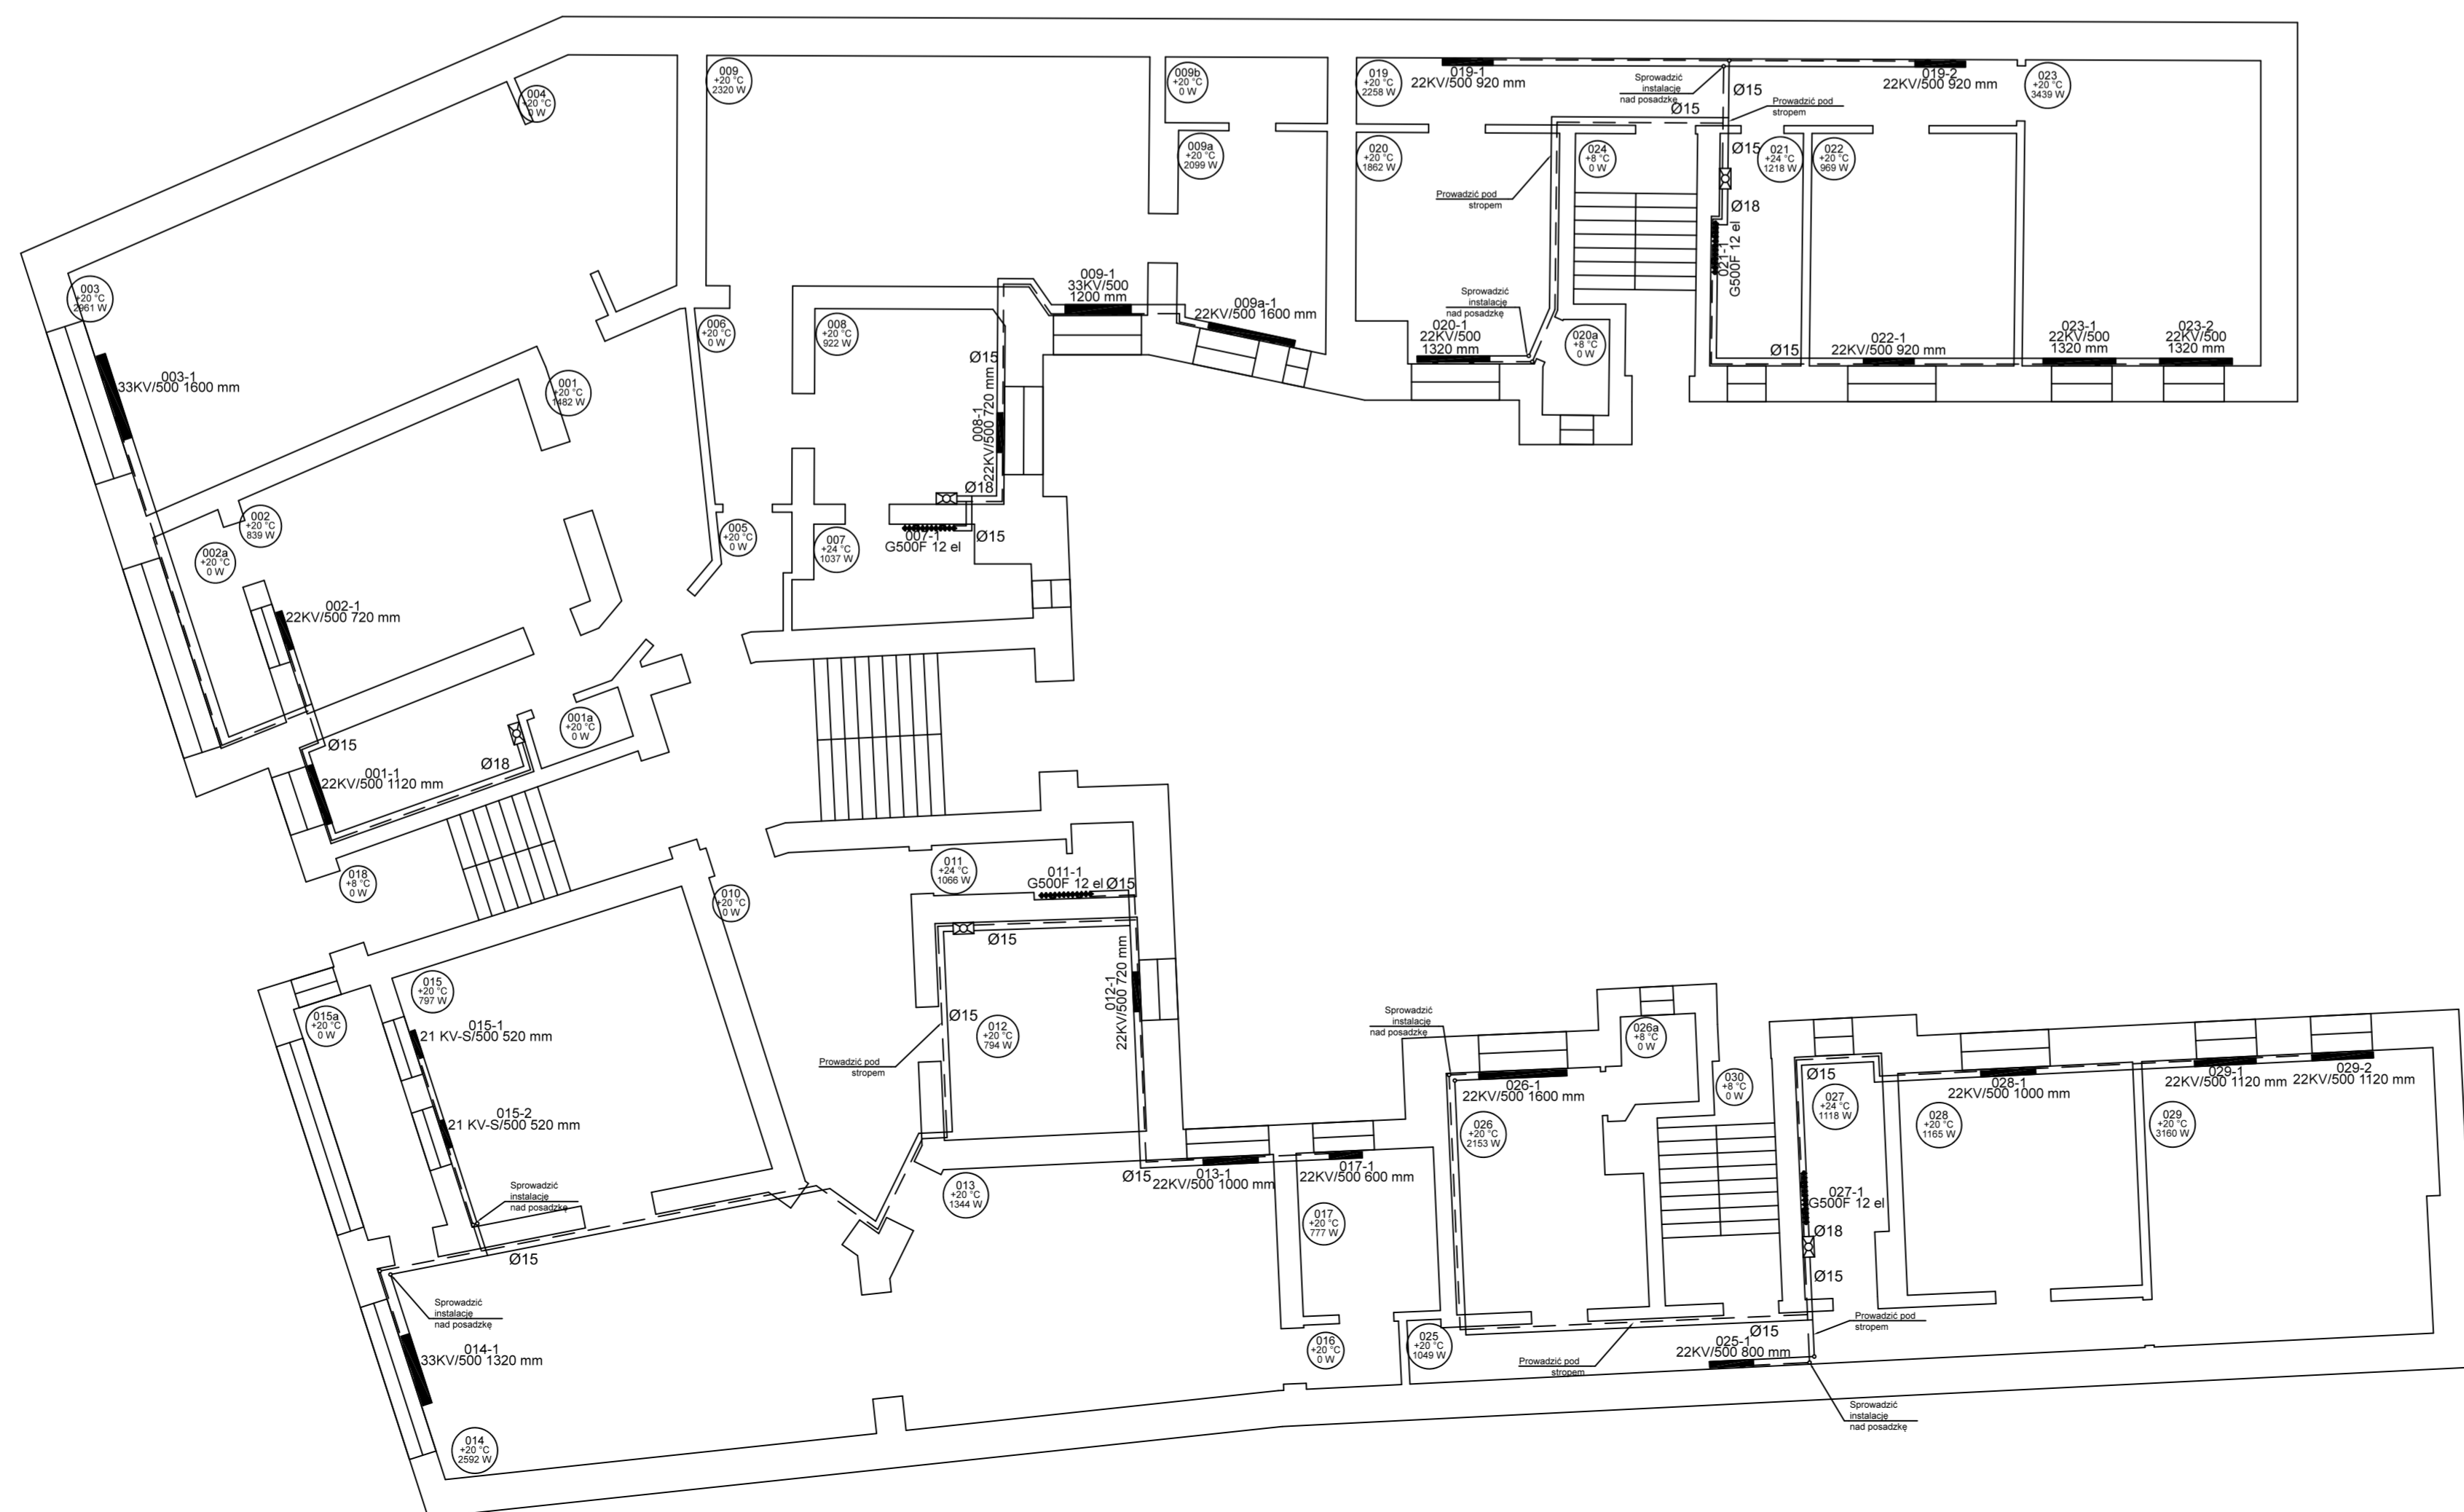 004
+20 °C
0 W
009
+20 °C
2320 W
009b
+20 °C
0 W
009a
+20 °C
2099 W
019
+20 °C
2258 W
019-1
22KV/500 920 mm
Sprowadzić
instalację
nad posadzkę
Ø15
Ø15
Prowadzić pod
stropem
019-2
22KV/500 920 mm
023
+20 °C
3439 W
020
+20 °C
1862 W
024
+8 °C
0 W
Ø15
021
+24 °C
1218 W
022
+20 °C
969 W
Prowadzić pod
stropem
Ø18
021-1
G500F 12 el
003
+20 °C
2961 W
006
+20 °C
0 W
008
+20 °C
922 W
009-1
33KV/500
1200 mm
009a-1
22KV/500 1600 mm
Sprowadzić
instalację
nad posadzkę
020-1
22KV/500
1320 mm
020a
+8 °C
0 W
Ø15
022-1
22KV/500 920 mm
023-1
22KV/500
1320 mm
023-2
22KV/500
1320 mm
003-1
33KV/500 1600 mm
001
+20 °C
1482 W
Ø15
008-1
22KV/500 720 mm
Ø18
002
+20 °C
839 W
002a
+20 °C
0 W
005
+20 °C
0 W
007
+24 °C
1037 W
007-1
G500F 12 el
Ø15
002-1
22KV/500 720 mm
001a
+20 °C
0 W
Ø15
Ø18
001-1
22KV/500 1120 mm
018
+8 °C
0 W
010
+20 °C
0 W
011
+24 °C
1066 W
011-1
G500F 12 el
Ø15
Ø15
015
+20 °C
797 W
015a
+20 °C
0 W
015-1
21 KV-S/500 520 mm
Ø15
012
+20 °C
794 W
012-1
22KV/500 720 mm
Prowadzić pod
stropem
Sprowadzić
instalację
nad posadzkę
026a
+8 °C
0 W
026-1
22KV/500 1600 mm
030
+8 °C
0 W
Ø15
027
+24 °C
1118 W
028-1
22KV/500 1000 mm
029-1
22KV/500 1120 mm
029-2
22KV/500 1120 mm
015-2
21 KV-S/500 520 mm
026
+20 °C
2153 W
028
+20 °C
1165 W
029
+20 °C
3160 W
Sprowadzić
instalację
nad posadzkę
013
+20 °C
1344 W
Ø15
013-1
22KV/500 1000 mm
017-1
22KV/500 600 mm
017
+20 °C
777 W
027-1
G500F 12 el
Ø18
Ø15
Ø15
Sprowadzić
instalację
nad posadzkę
014-1
33KV/500 1320 mm
016
+20 °C
0 W
025
+20 °C
1049 W
Prowadzić pod
stropem
Ø15
025-1
22KV/500 800 mm
Prowadzić pod
stropem
014
+20 °C
2592 W
Sprowadzić
instalację
nad posadzkę